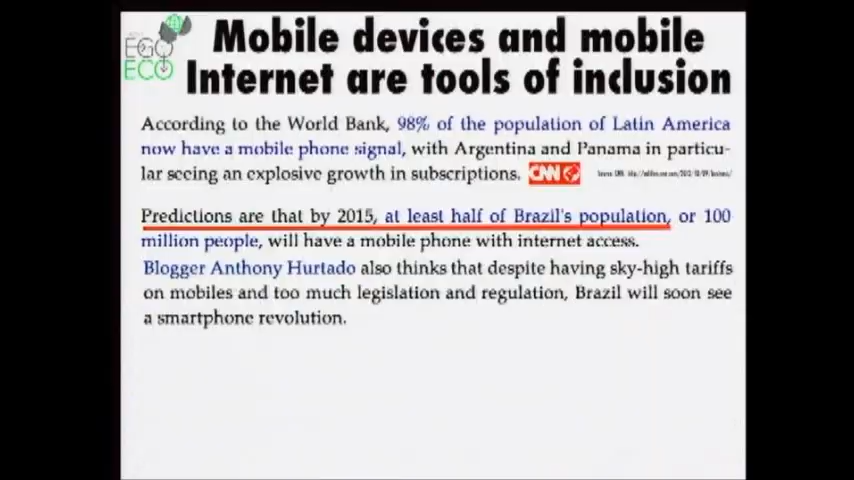 EGO
ECO
Mobile devices and mobile
Internet are tools of inclusion
According to the World Bank, 98% of the population of Latin America
now have a mobile phone signal, with Argentina and Panama in particu-
lar seeing an explosive growth in subscriptions. CNN
Predictions are that by 2015, at least half of Brazil's population, or 100
million people, will have a mobile phone with internet access.
Blogger Anthony Hurtado also thinks that despite having sky-high tariffs
on mobiles and too much legislation and regulation, Brazil will soon see
a smartphone revolution.